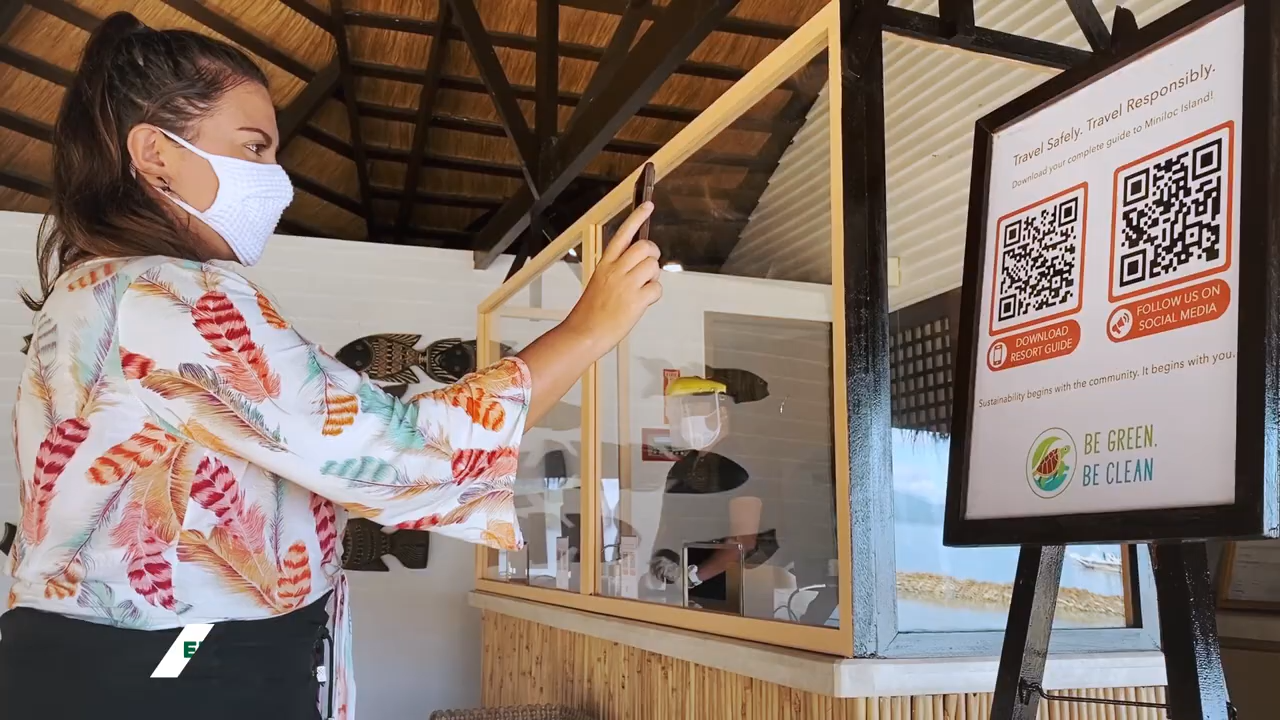 Travel Safely. Travel Responsibly.
Download your complete guide to Miniloc Island!
DOWNLOAD
RESORT GUIDE
FOLLOW US ON
SOCIAL MEDIA
Sustainability begins with the community. It begins with you.
BE GREEN.
BE CLEAN
E